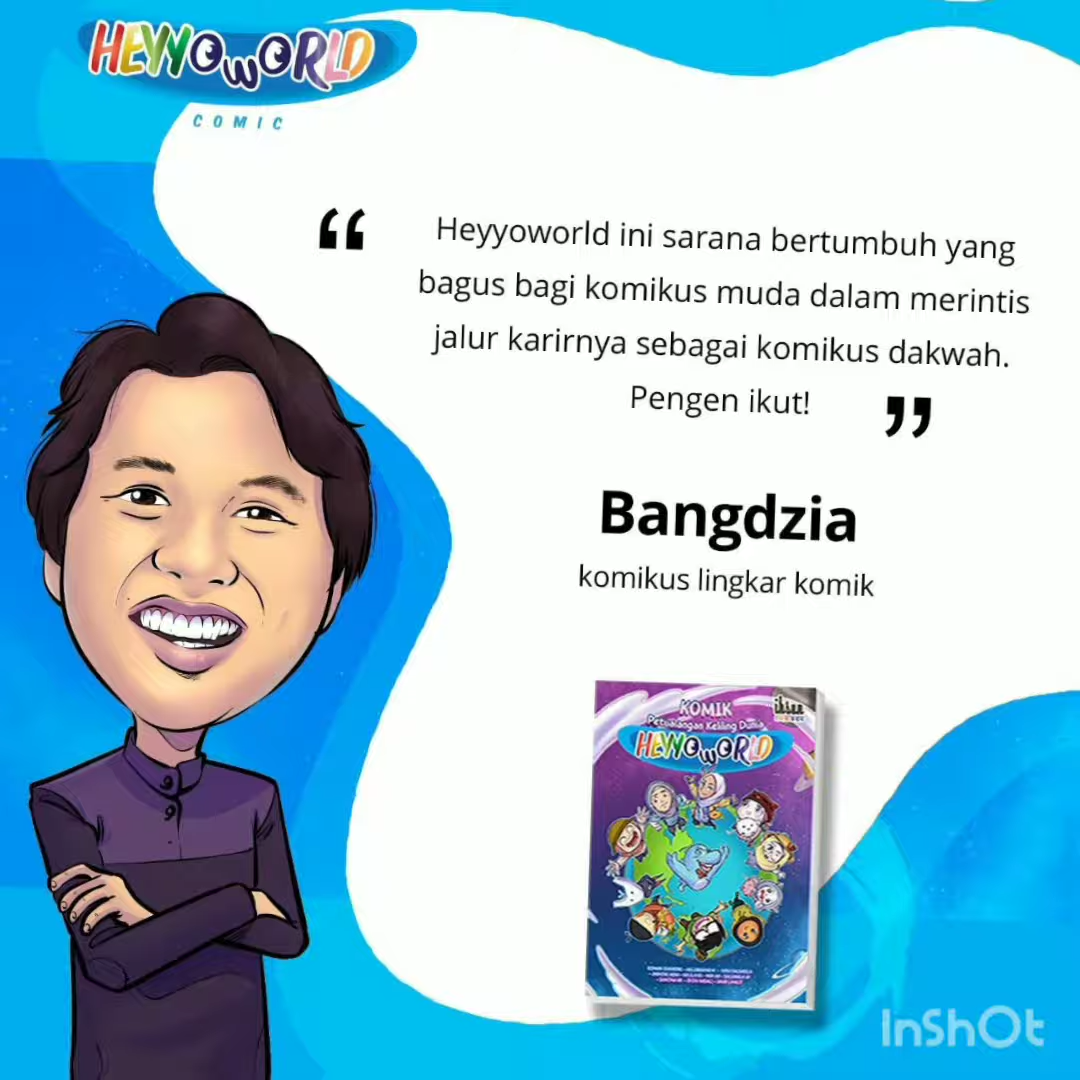 HEYYOWORLD
COMIC
“
Heyyoworld ini sarana bertumbuh yang
bagus bagi komikus muda dalam merintis
jalur karirnya sebagai komikus dakwah.
Pengen ikut!
”
Bangdzia
komikus lingkar komik
KOMIK
Petualangan Keliling Dunia
HEYYOWORLD
InShOt